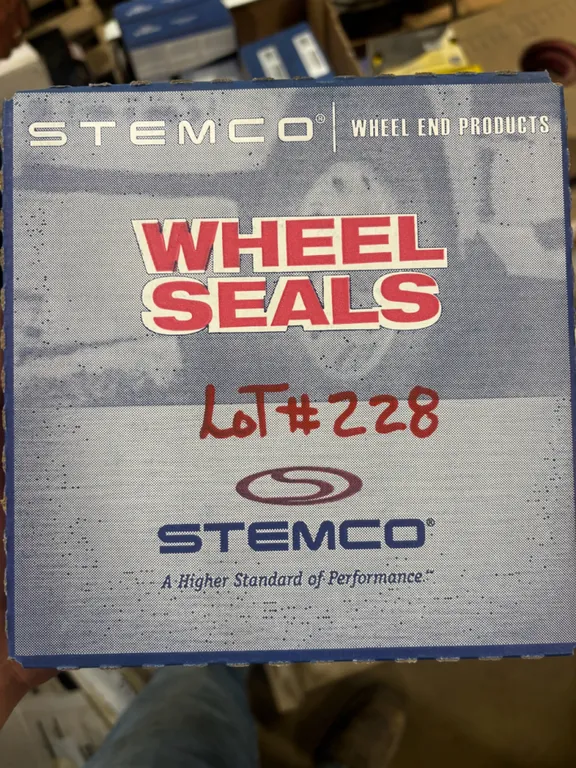 STEMCO® | WHEEL END PRODUCTS
WHEEL
SEALS
LOT #228
STEMCO®
A Higher Standard of Performance.™